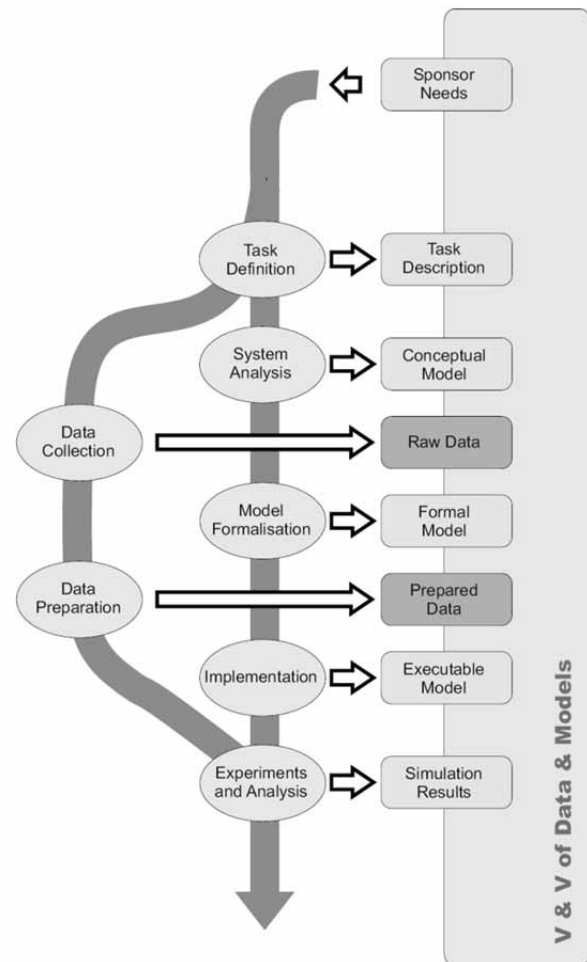 Sponsor
Needs
Task
Definition
Task
Description
System
Analysis
Conceptual
Model
Data
Collection
Raw Data
Model
Formalisation
Formal
Model
Data
Preparation
Prepared
Data
Implementation
Executable
Model
Experiments
and Analysis
Simulation
Results
V & V of Data & Models